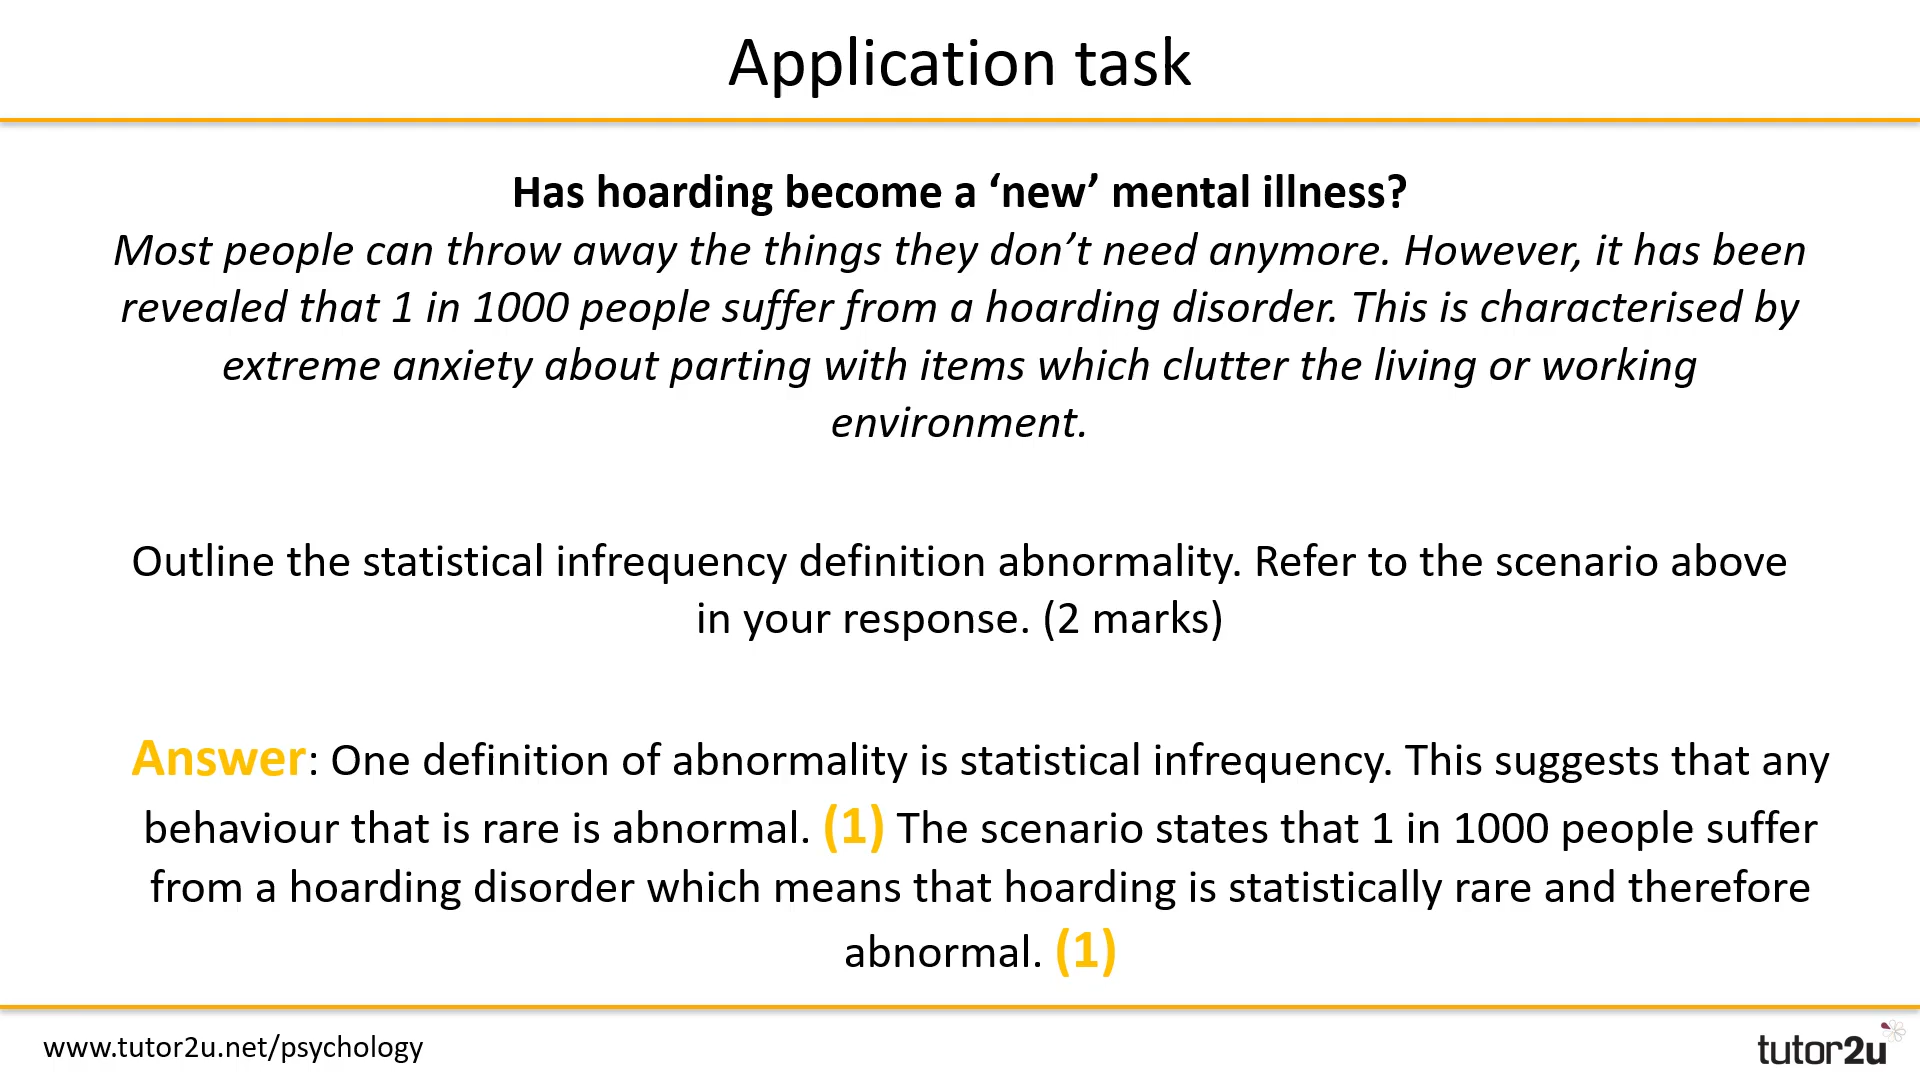 Application task
Has hoarding become a ‘new’ mental illness?
Most people can throw away the things they don’t need anymore. However, it has been
revealed that 1 in 1000 people suffer from a hoarding disorder. This is characterised by
extreme anxiety about parting with items which clutter the living or working
environment.
Outline the statistical infrequency definition abnormality. Refer to the scenario above
in your response. (2 marks)
Answer: One definition of abnormality is statistical infrequency. This suggests that any
behaviour that is rare is abnormal. (1) The scenario states that 1 in 1000 people suffer
from a hoarding disorder which means that hoarding is statistically rare and therefore
abnormal. (1)
www.tutor2u.net/psychology
tutor2u